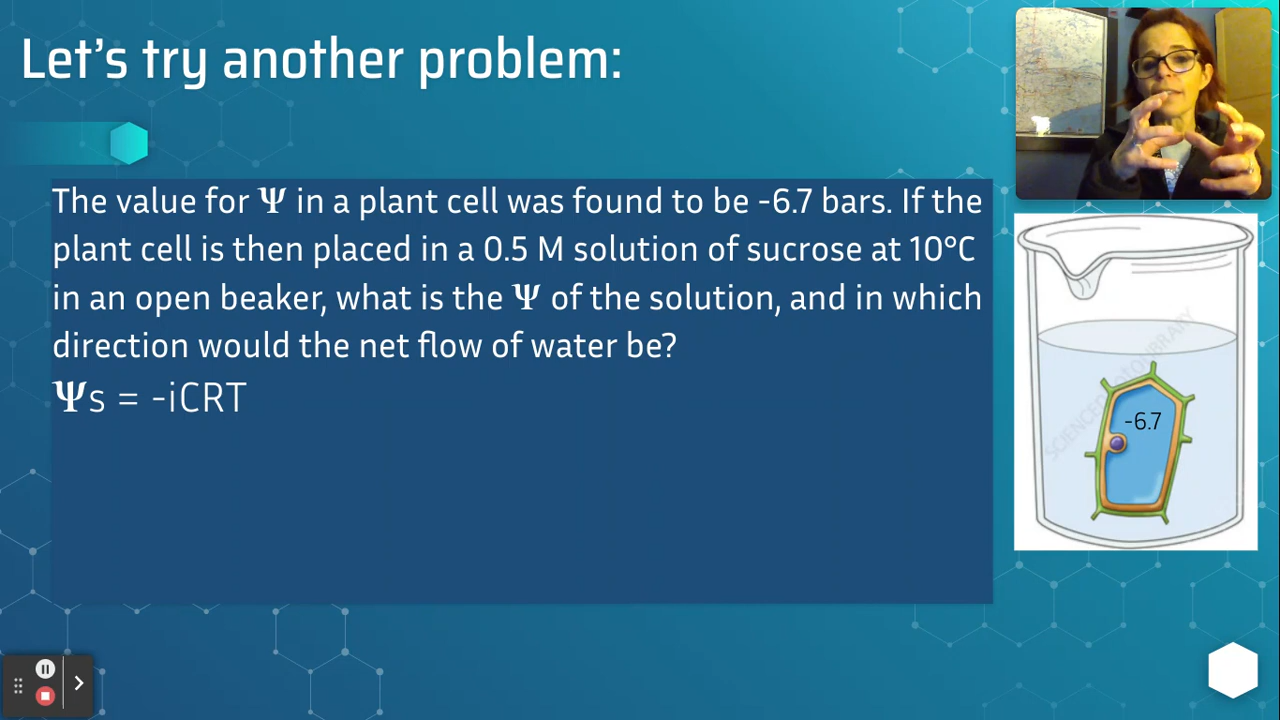 Let's try another problem:
The value for Ψ in a plant cell was found to be -6.7 bars. If the
plant cell is then placed in a 0.5 M solution of sucrose at 10°C
in an open beaker, what is the Ψ of the solution, and in which
direction would the net flow of water be?
Ψs = -iCRT
-6.7